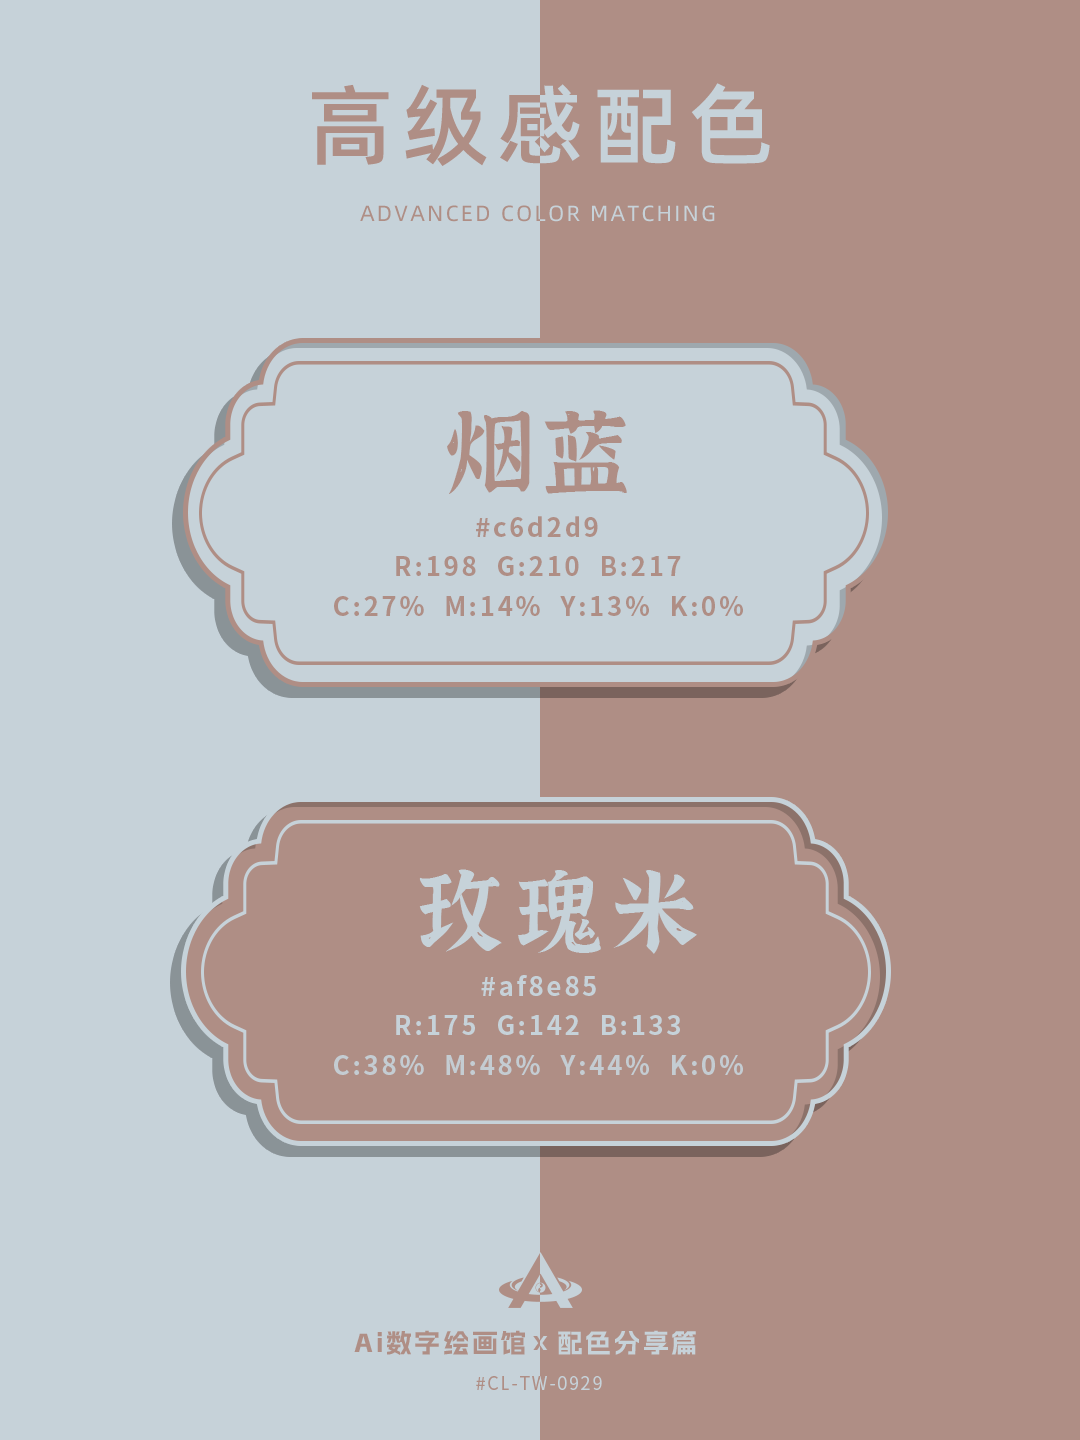 高级感配色
ADVANCED COLOR MATCHING
烟蓝
#c6d2d9
R:198 G:210 B:217
C:27% M:14% Y:13% K:0%
玫瑰米
#af8e85
R:175 G:142 B:133
C:38% M:48% Y:44% K:0%
Ai数字绘画馆 x 配色分享篇
#CL-TW-0929